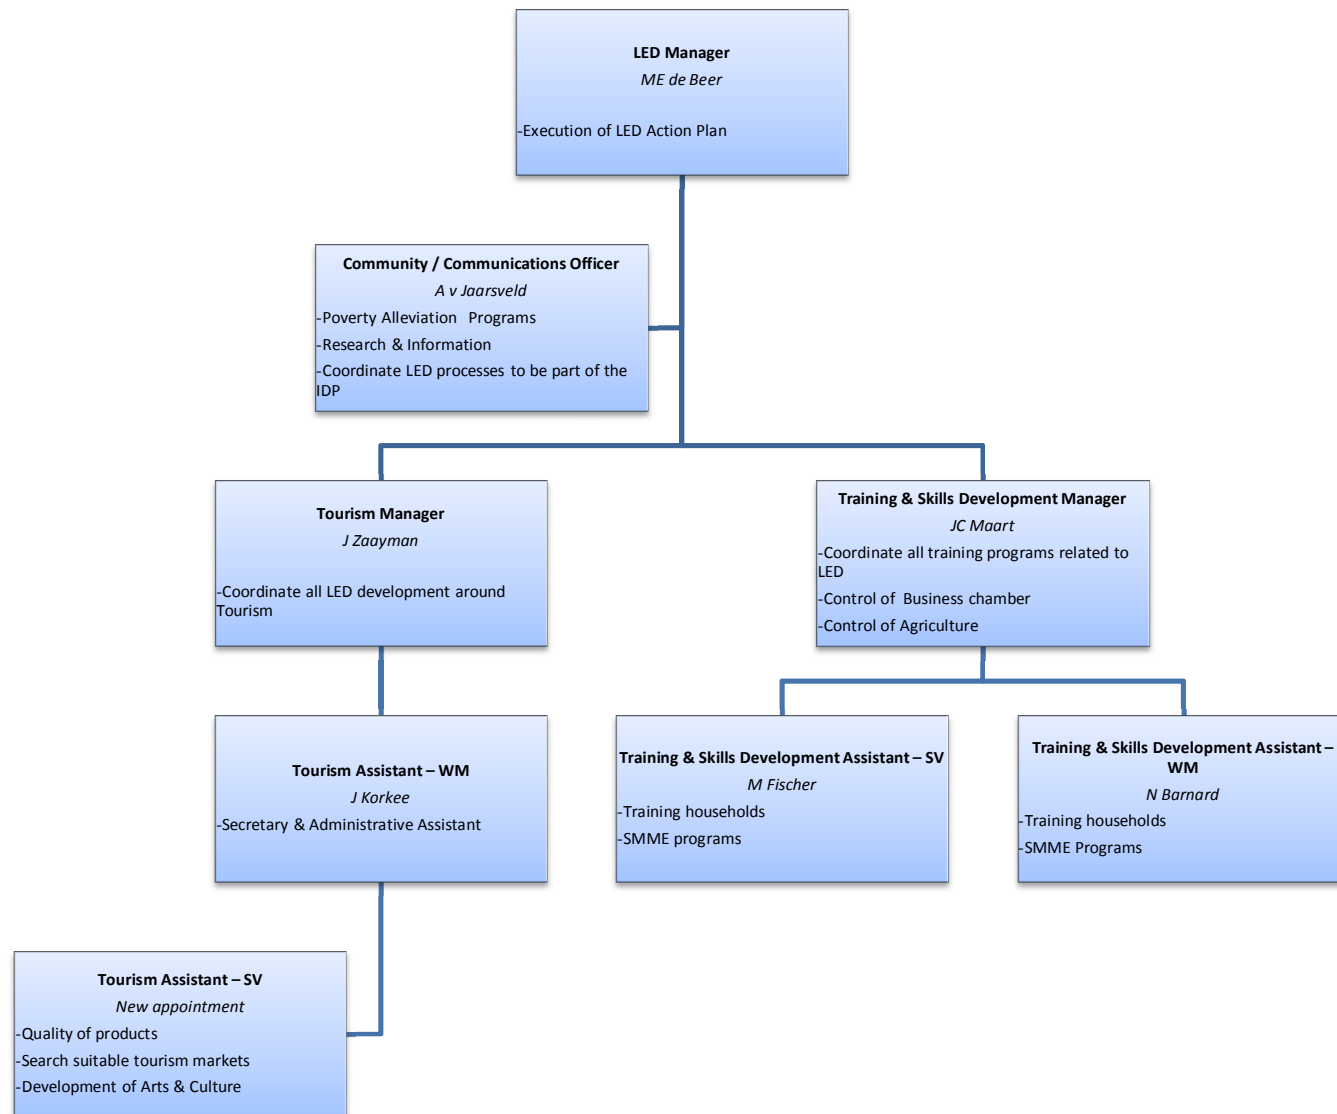 LED Manager
ME de Beer
-Execution of LED Action Plan
Community / Communications Officer
A v Jaarsveld
-Poverty Alleviation Programs
-Research & Information
-Coordinate LED processes to be part of the
IDP
Tourism Manager
J Zaayman
-Coordinate all LED development around
Tourism
Training & Skills Development Manager
JC Maart
-Coordinate all training programs related to
LED
-Control of Business chamber
-Control of Agriculture
Tourism Assistant – WM
J Korkee
-Secretary & Administrative Assistant
Training & Skills Development Assistant – SV
M Fischer
-Training households
-SMME programs
Training & Skills Development Assistant –
WM
N Barnard
-Training households
-SMME Programs
Tourism Assistant – SV
New appointment
-Quality of products
-Search suitable tourism markets
-Development of Arts & Culture